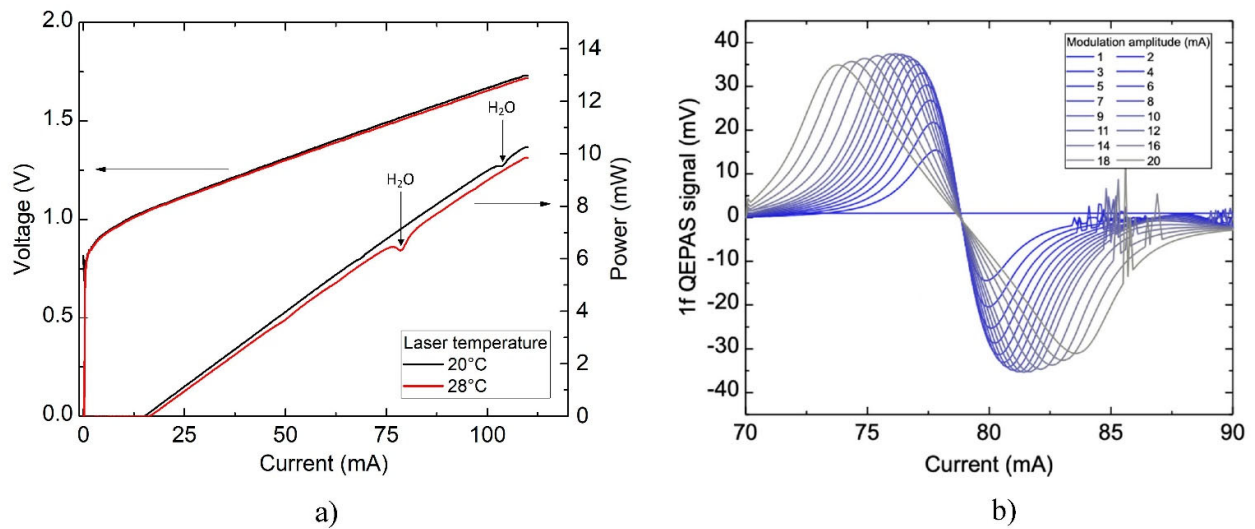 2.0
1.5
1.0
0.5
0.0
Voltage (V)
14
12
10
8
6
4
2
0
Power (mW)
H₂O
H₂O
Laser temperature
20°C
28°C
0 25 50 75 100
Current (mA)
a)
40
30
20
10
0
-10
-20
-30
-40
1f QEPAS signal (mV)
Modulation amplitude (mA)
1 2
3 4
5 6
7 8
9 10
11 12
14 16
18 20
70 75 80 85 90
Current (mA)
b)